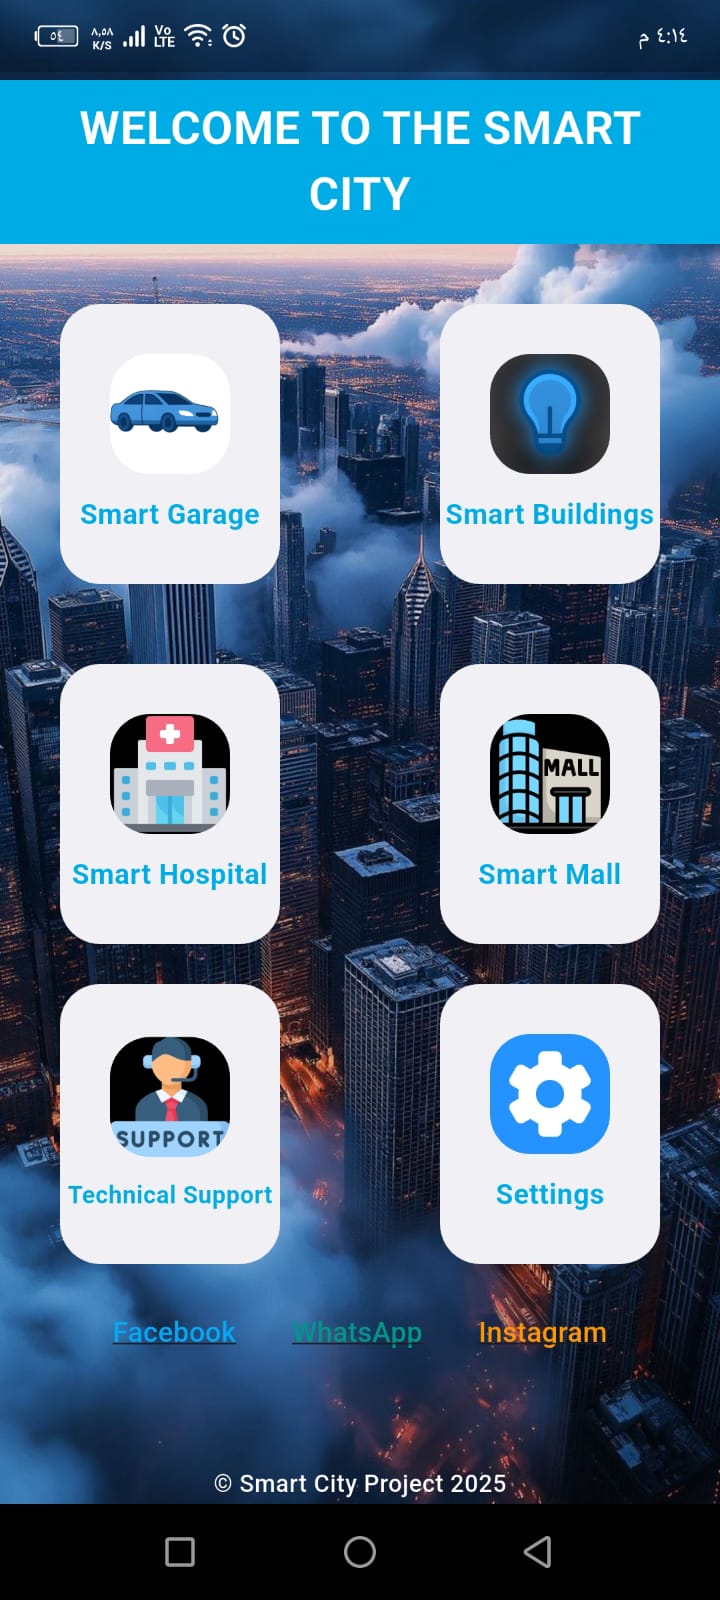 ٥٤ ٨,٥٨ K/S Vo LTE ٤:١٤ م
WELCOME TO THE SMART
CITY
Smart Garage
Smart Buildings
MALL
Smart Hospital
Smart Mall
SUPPORT
Technical Support
Settings
Facebook WhatsApp Instagram
© Smart City Project 2025